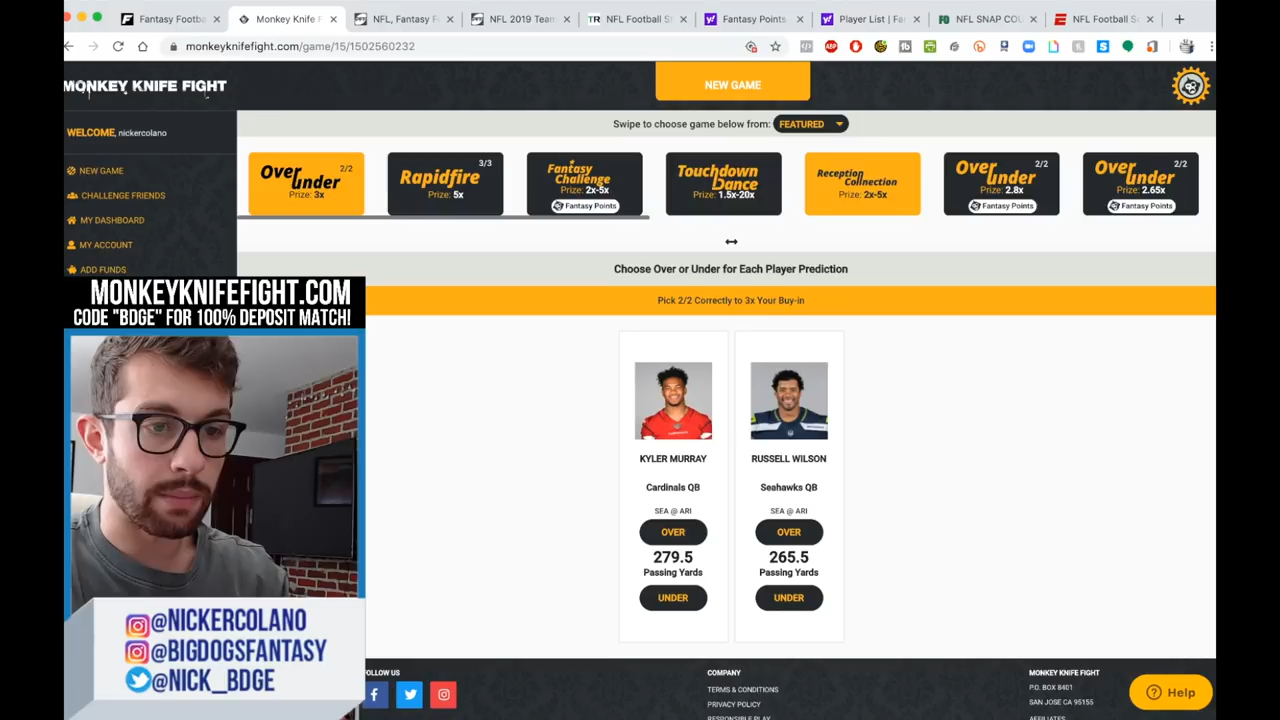 Fantasy Footba
Monkey Knife F
NFL, Fantasy F
NFL 2019 Team
NFL Football S
Fantasy Points
Player List | Fa
NFL SNAP COU
NFL Football Sc
monkeyknifefight.com/game/15/1502560232
MONKEY KNIFE FIGHT
NEW GAME
WELCOME, nickercolano
Swipe to choose game below from: FEATURED
NEW GAME
CHALLENGE FRIENDS
MY DASHBOARD
MY ACCOUNT
ADD FUNDS
Over Under 2/2
Prize: 3x
Rapidfire 3/3
Prize: 5x
Fantasy Challenge
Prize: 2x-5x
Fantasy Points
Touchdown Dance
Prize: 1.5x-20x
Reception Connection
Prize: 2x-5x
Over Under 2/2
Prize: 2.8x
Fantasy Points
Over Under 2/2
Prize: 2.65x
Fantasy Points
Choose Over or Under for Each Player Prediction
Pick 2/2 Correctly to 3x Your Buy-in
MONKEYKNIFEFIGHT.COM
CODE "BDGE" FOR 100% DEPOSIT MATCH!
KYLER MURRAY
Cardinals QB
SEA @ ARI
OVER
279.5
Passing Yards
UNDER
RUSSELL WILSON
Seahawks QB
SEA @ ARI
OVER
265.5
Passing Yards
UNDER
@NICKERCOLANO
@BIGDOGSFANTASY
@NICK_BDGE
FOLLOW US
COMPANY
TERMS & CONDITIONS
PRIVACY POLICY
RESPONSIBLE PLAY
MONKEY KNIFE FIGHT
P.O. BOX 8401
SAN JOSE CA 95155
AFFILIATES
Help